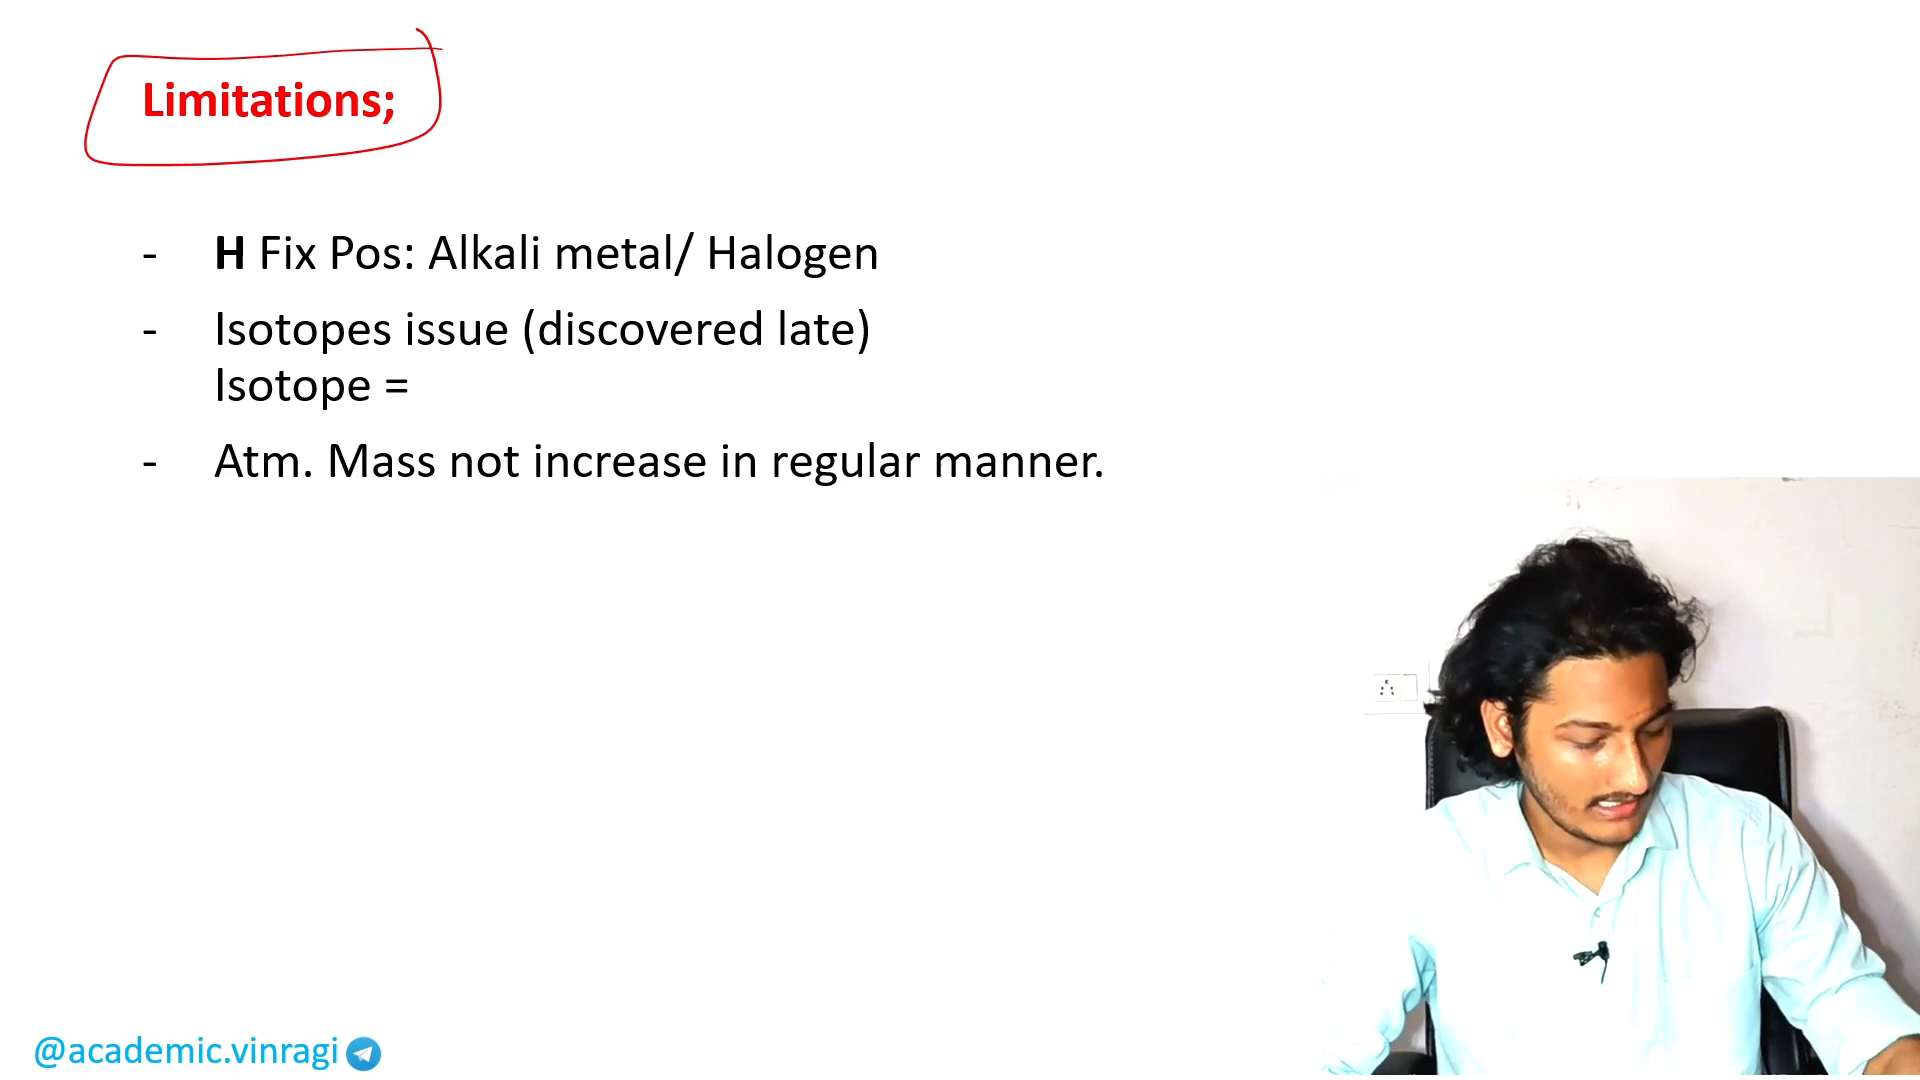 Limitations;
- H Fix Pos: Alkali metal/ Halogen
- Isotopes issue (discovered late)
Isotope =
- Atm. Mass not increase in regular manner.
@academic.vinragi